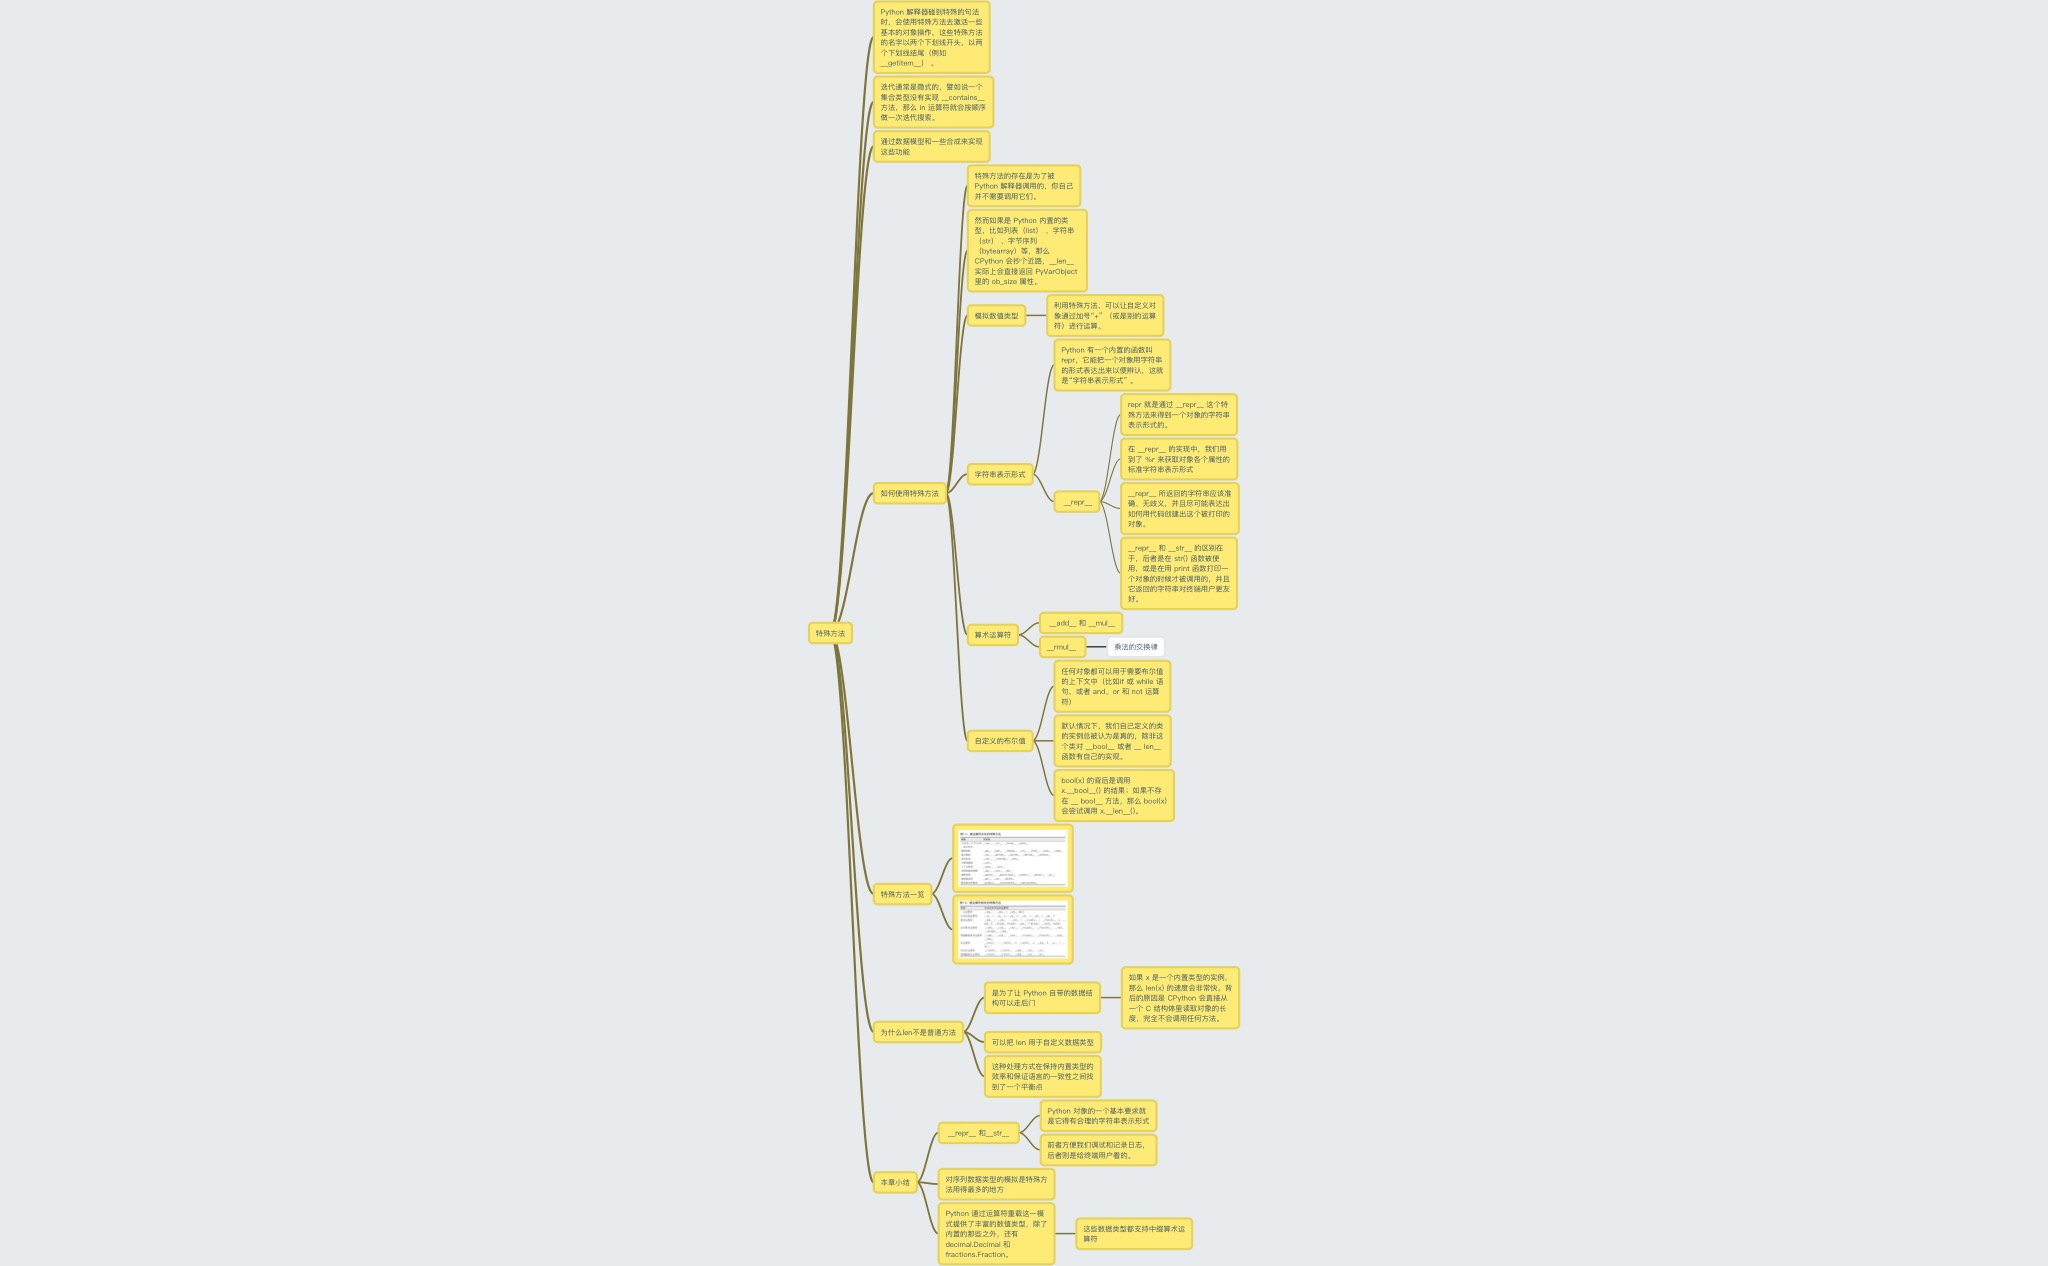 Python 解释器碰到特殊的句法
时，会使用特殊方法去激活一些
基本的对象操作，这些特殊方法
的名字以两个下划线开头，以两
个下划线结尾（例如
__getitem__） 。
迭代通常是隐式的，譬如说一个
集合类型没有实现 __contains__
方法，那么 in 运算符就会按顺序
做一次迭代搜索。
通过数据模型和一些合成来实现
这些功能
特殊方法的存在是为了被
Python 解释器调用的，你自己
并不需要调用它们。
然而如果是 Python 内置的类
型，比如列表（list） 、字符串
（str） 、字节序列
（bytearray）等，那么
CPython 会抄个近路，__len__
实际上会直接返回 PyVarObject
里的 ob_size 属性。
模拟数值类型
利用特殊方法，可以让自定义对
象通过加号“+” （或是别的运算
符）进行运算。
Python 有一个内置的函数叫
repr，它能把一个对象用字符串
的形式表达出来以便辨认，这就
是“字符串表示形式” 。
repr 就是通过 __repr__ 这个特
殊方法来得到一个对象的字符串
表示形式的。
在 __repr__ 的实现中，我们用
到了 %r 来获取对象各个属性的
标准字符串表示形式
字符串表示形式
__repr__
__repr__ 所返回的字符串应该准
确、无歧义，并且尽可能表达出
如何用代码创建出这个被打印的
对象。
如何使用特殊方法
__repr__ 和 __str__ 的区别在
于，后者是在 str() 函数被使
用，或是在用 print 函数打印一
个对象的时候才被调用的，并且
它返回的字符串对终端用户更友
好。
特殊方法
算术运算符
__add__ 和 __mul__
__rmul__
乘法的交换律
任何对象都可以用于需要布尔值
的上下文中（比如if 或 while 语
句，或者 and、or 和 not 运算
符）
自定义的布尔值
默认情况下，我们自己定义的类
的实例总被认为是真的，除非这
个类对 __bool__ 或者 __ len__
函数有自己的实现。
bool(x) 的背后是调用
x.__bool__() 的结果；如果不存
在 __ bool__ 方法，那么 bool(x)
会尝试调用 x.__len__()。
特殊方法一览
为什么len不是普通方法
是为了让 Python 自带的数据结
构可以走后门
如果 x 是一个内置类型的实例，
那么 len(x) 的速度会非常快。背
后的原因是 CPython 会直接从
一个 C 结构体里读取对象的长
度，完全不会调用任何方法。
可以把 len 用于自定义数据类型
这种处理方式在保持内置类型的
效率和保证语言的一致性之间找
到了一个平衡点
本章小结
__repr__ 和__str__
Python 对象的一个基本要求就
是它得有合理的字符串表示形式
前者方便我们调试和记录日志，
后者则是给终端用户看的。
对序列数据类型的模拟是特殊方
法用得最多的地方
Python 通过运算符重载这一模
式提供了丰富的数值类型，除了
内置的那些之外，还有
decimal.Decimal 和
fractions.Fraction。
这些数据类型都支持中缀算术运
算符